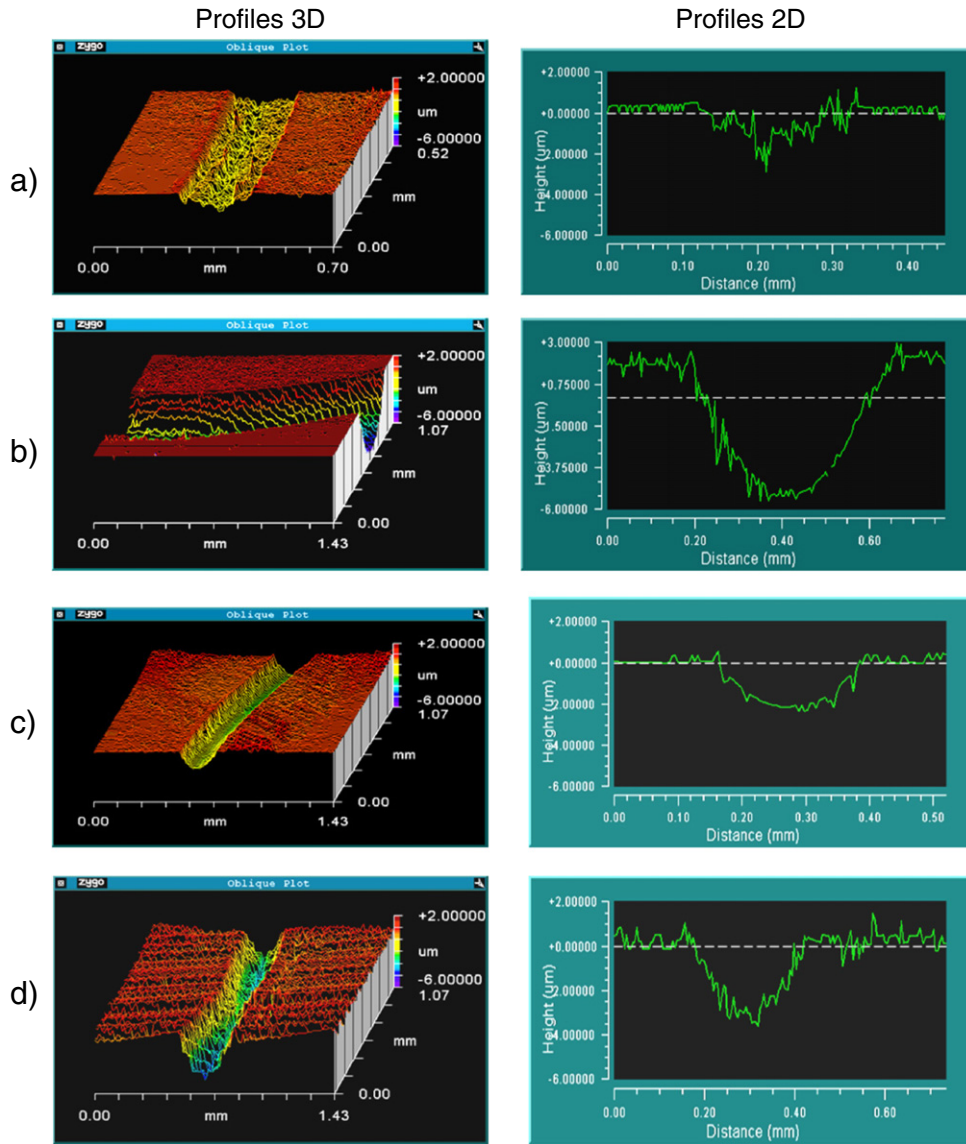 Profiles 3D
Profiles 2D
a)
zygo
Oblique Plot
+2.00000
um
-6.00000
0.52
mm
0.00
0.00
mm
0.70
+2.00000
+0.00000
2.00000
4.00000
-6.00000
Height (µm)
0.00
0.10
0.20
0.30
0.40
Distance (mm)
b)
Oblique Plot
zygo
+2.00000
um
-6.00000
1.07
mm
0.00
0.00
mm
1.43
+3.00000
+0.75000
.50000
3.75000
-6.00000
Height (µm)
0.00
0.20
0.40
0.60
Distance (mm)
c)
zygo
Oblique Plot
+2.00000
um
-6.00000
1.07
mm
0.00
0.00
mm
1.43
+2.00000
+0.00000
2.00000
4.00000
-6.00000
Height (µm)
0.00
0.10
0.20
0.30
0.40
0.50
Distance (mm)
d)
zygo
Oblique Plot
+2.00000
um
-6.00000
1.07
mm
0.00
0.00
mm
1.43
+2.00000
+0.00000
2.00000
4.00000
-6.00000
Height (µm)
0.00
0.20
0.40
0.60
Distance (mm)